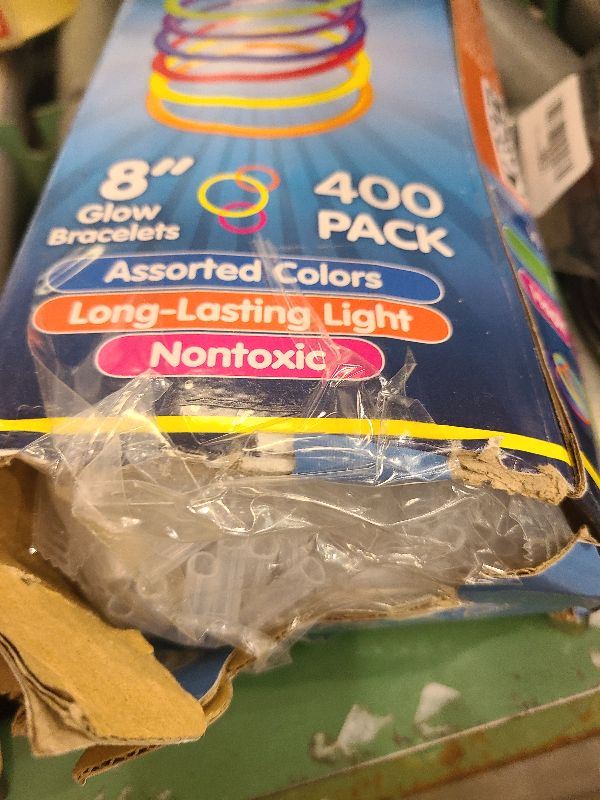 8”
Glow
Bracelets
400
PACK
Assorted Colors
Long-Lasting Light
Nontoxic